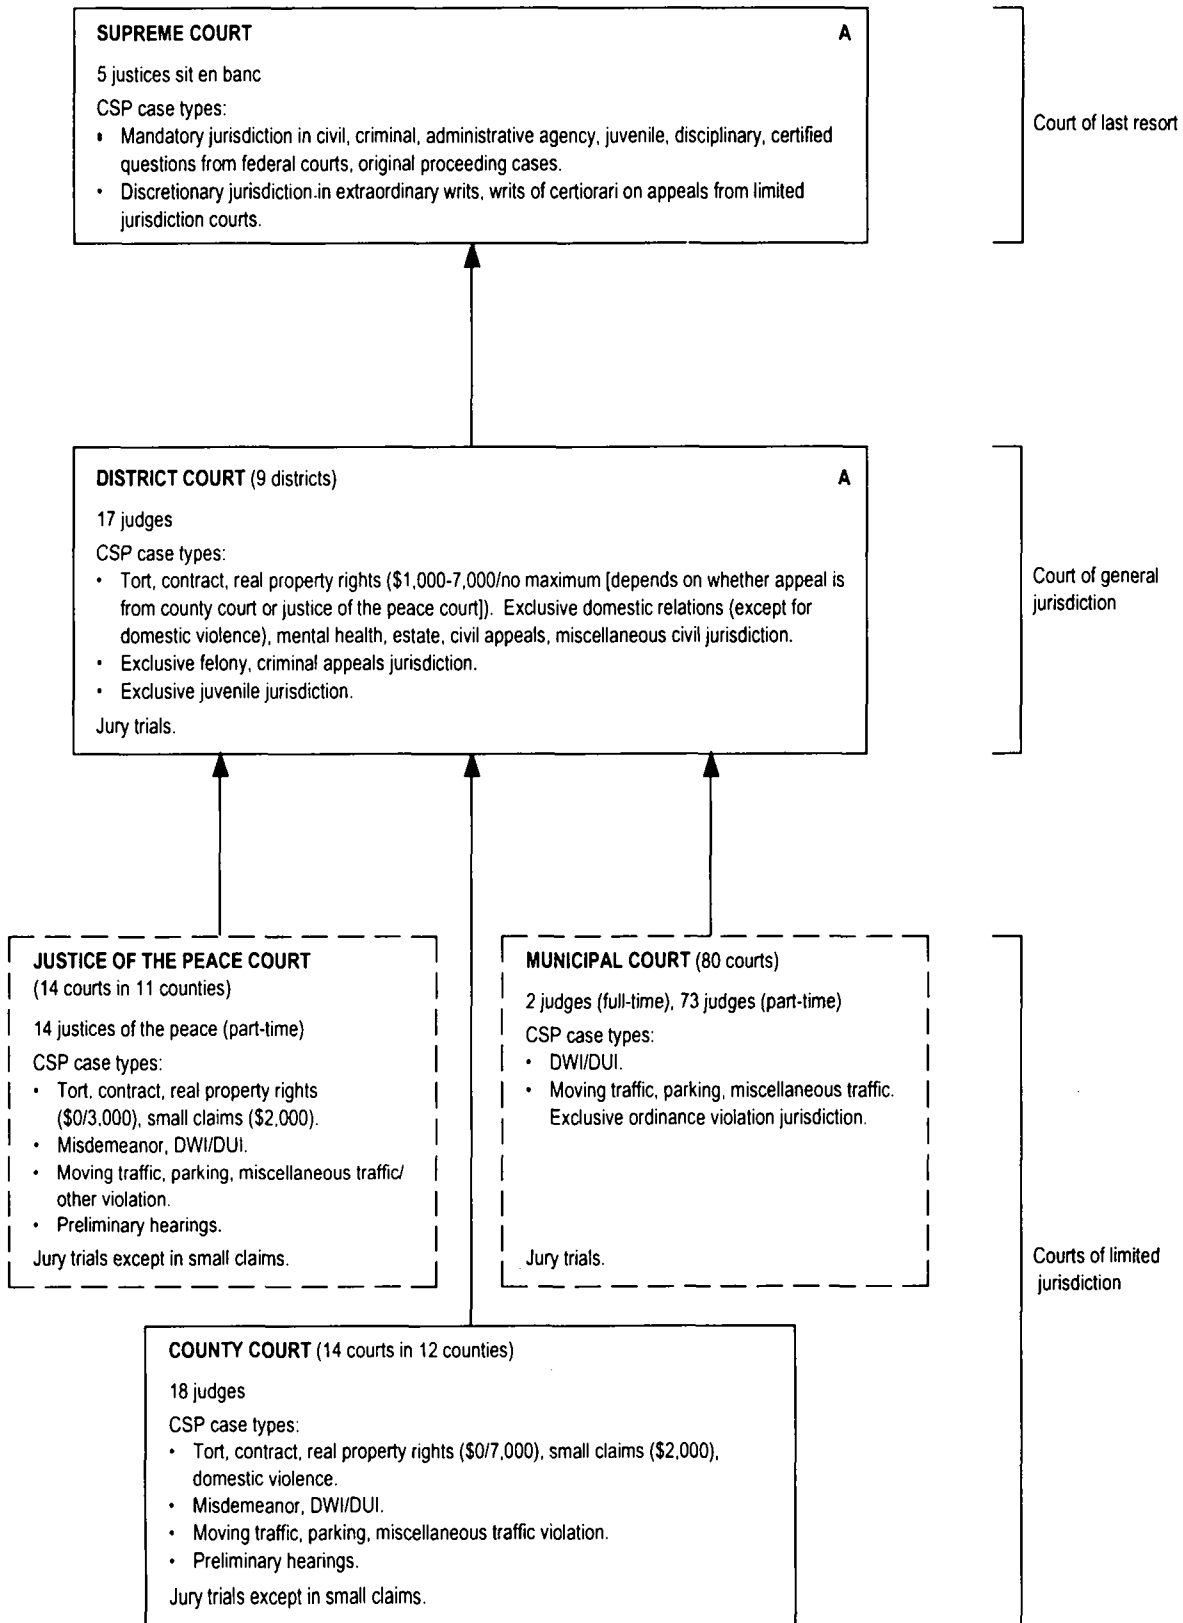 SUPREME COURT A
5 justices sit en banc
CSP case types:
• Mandatory jurisdiction in civil, criminal, administrative agency, juvenile, disciplinary, certified
questions from federal courts, original proceeding cases.
• Discretionary jurisdiction.in extraordinary writs, writs of certiorari on appeals from limited
jurisdiction courts.
Court of last resort
DISTRICT COURT (9 districts) A
17 judges
CSP case types:
• Tort, contract, real property rights ($1,000-7,000/no maximum [depends on whether appeal is
from county court or justice of the peace court]). Exclusive domestic relations (except for
domestic violence), mental health, estate, civil appeals, miscellaneous civil jurisdiction.
• Exclusive felony, criminal appeals jurisdiction.
• Exclusive juvenile jurisdiction.
Jury trials.
Court of general
jurisdiction
JUSTICE OF THE PEACE COURT
(14 courts in 11 counties)
14 justices of the peace (part-time)
CSP case types:
• Tort, contract, real property rights
($0/3,000), small claims ($2,000).
• Misdemeanor, DWI/DUI.
• Moving traffic, parking, miscellaneous traffic/
other violation.
• Preliminary hearings.
Jury trials except in small claims.
MUNICIPAL COURT (80 courts)
2 judges (full-time), 73 judges (part-time)
CSP case types:
• DWI/DUI.
• Moving traffic, parking, miscellaneous traffic.
Exclusive ordinance violation jurisdiction.
Jury trials.
Courts of limited
jurisdiction
COUNTY COURT (14 courts in 12 counties)
18 judges
CSP case types:
• Tort, contract, real property rights ($0/7,000), small claims ($2,000),
domestic violence.
• Misdemeanor, DWI/DUI.
• Moving traffic, parking, miscellaneous traffic violation.
• Preliminary hearings.
Jury trials except in small claims.